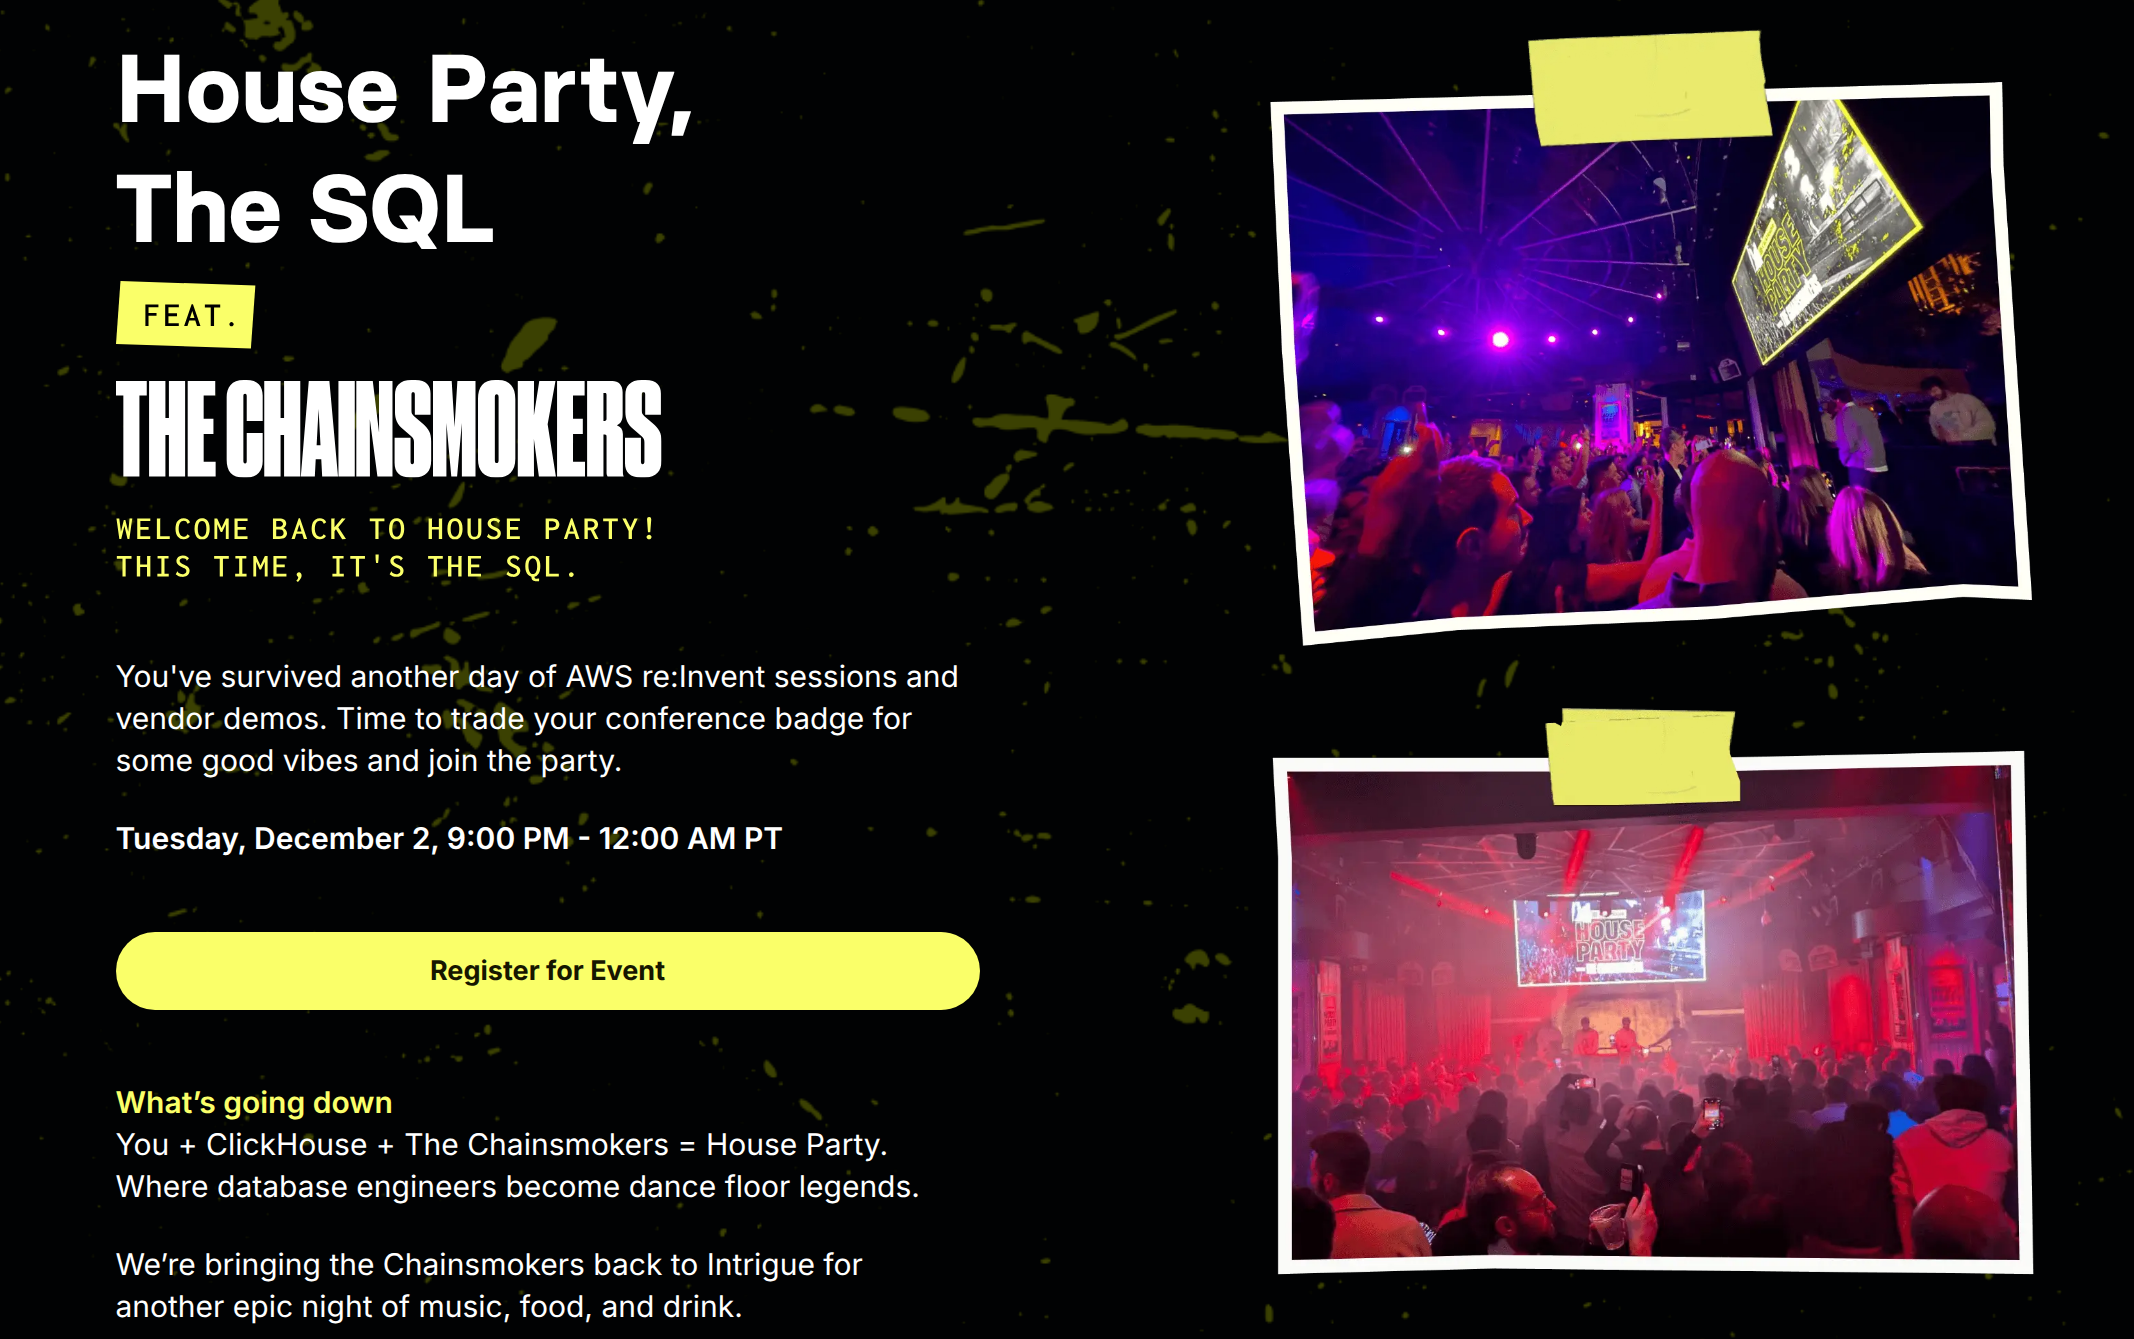 House Party,
The SQL
FEAT.
THE CHAINSMOKERS
WELCOME BACK TO HOUSE PARTY!
THIS TIME, IT'S THE SQL.
You've survived another day of AWS re:Invent sessions and
vendor demos. Time to trade your conference badge for
some good vibes and join the party.
Tuesday, December 2, 9:00 PM - 12:00 AM PT
Register for Event
What’s going down
You + ClickHouse + The Chainsmokers = House Party.
Where database engineers become dance floor legends.
We’re bringing the Chainsmokers back to Intrigue for
another epic night of music, food, and drink.
HOUSE
PARTY
HOUSE
PARTY